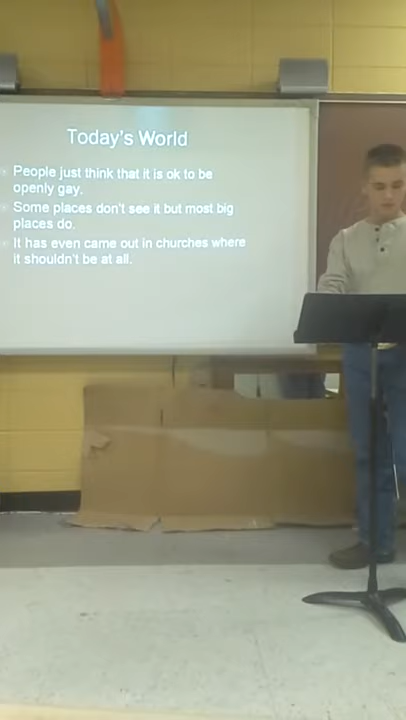 Today's World
People just think that it is ok to be
openly gay.
Some places don't see it but most big
places do.
It has even came out in churches where
it shouldn't be at all.